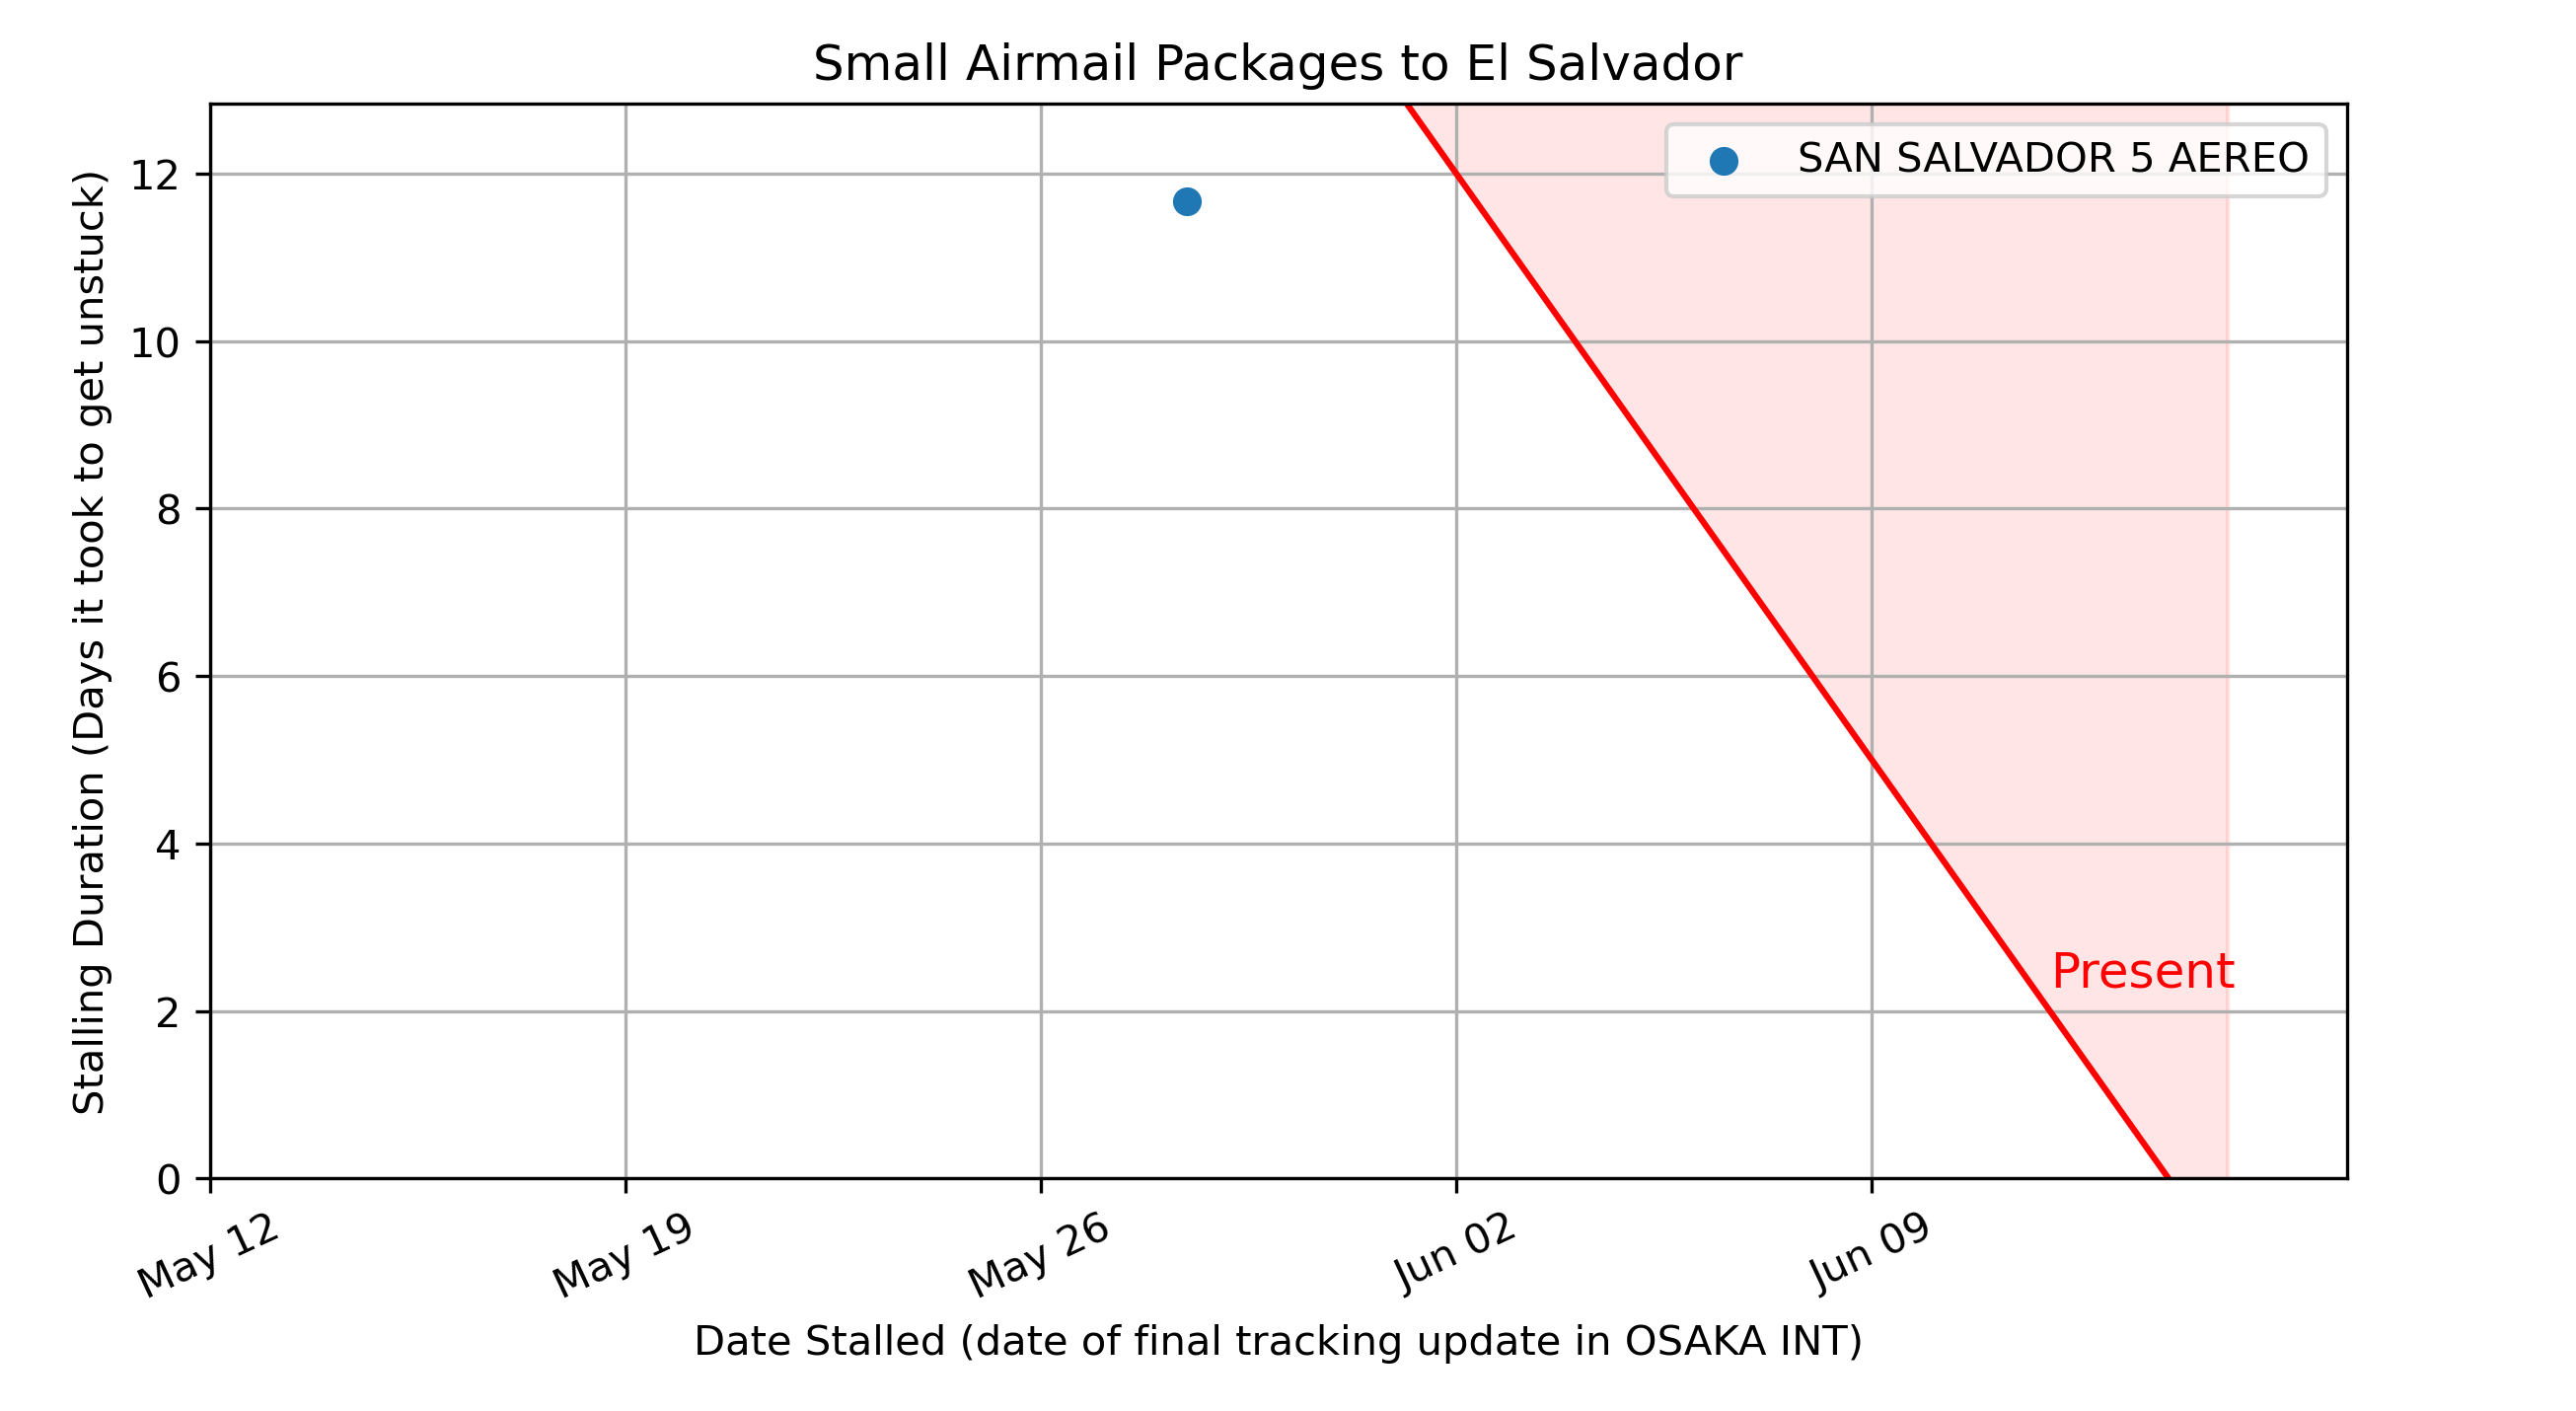 Small Airmail Packages to El Salvador
SAN SALVADOR 5 AEREO
Stalling Duration (Days it took to get unstuck)
12
10
8
6
4
2
0
Present
May 12
May 19
May 26
Jun 02
Jun 09
Date Stalled (date of final tracking update in OSAKA INT)